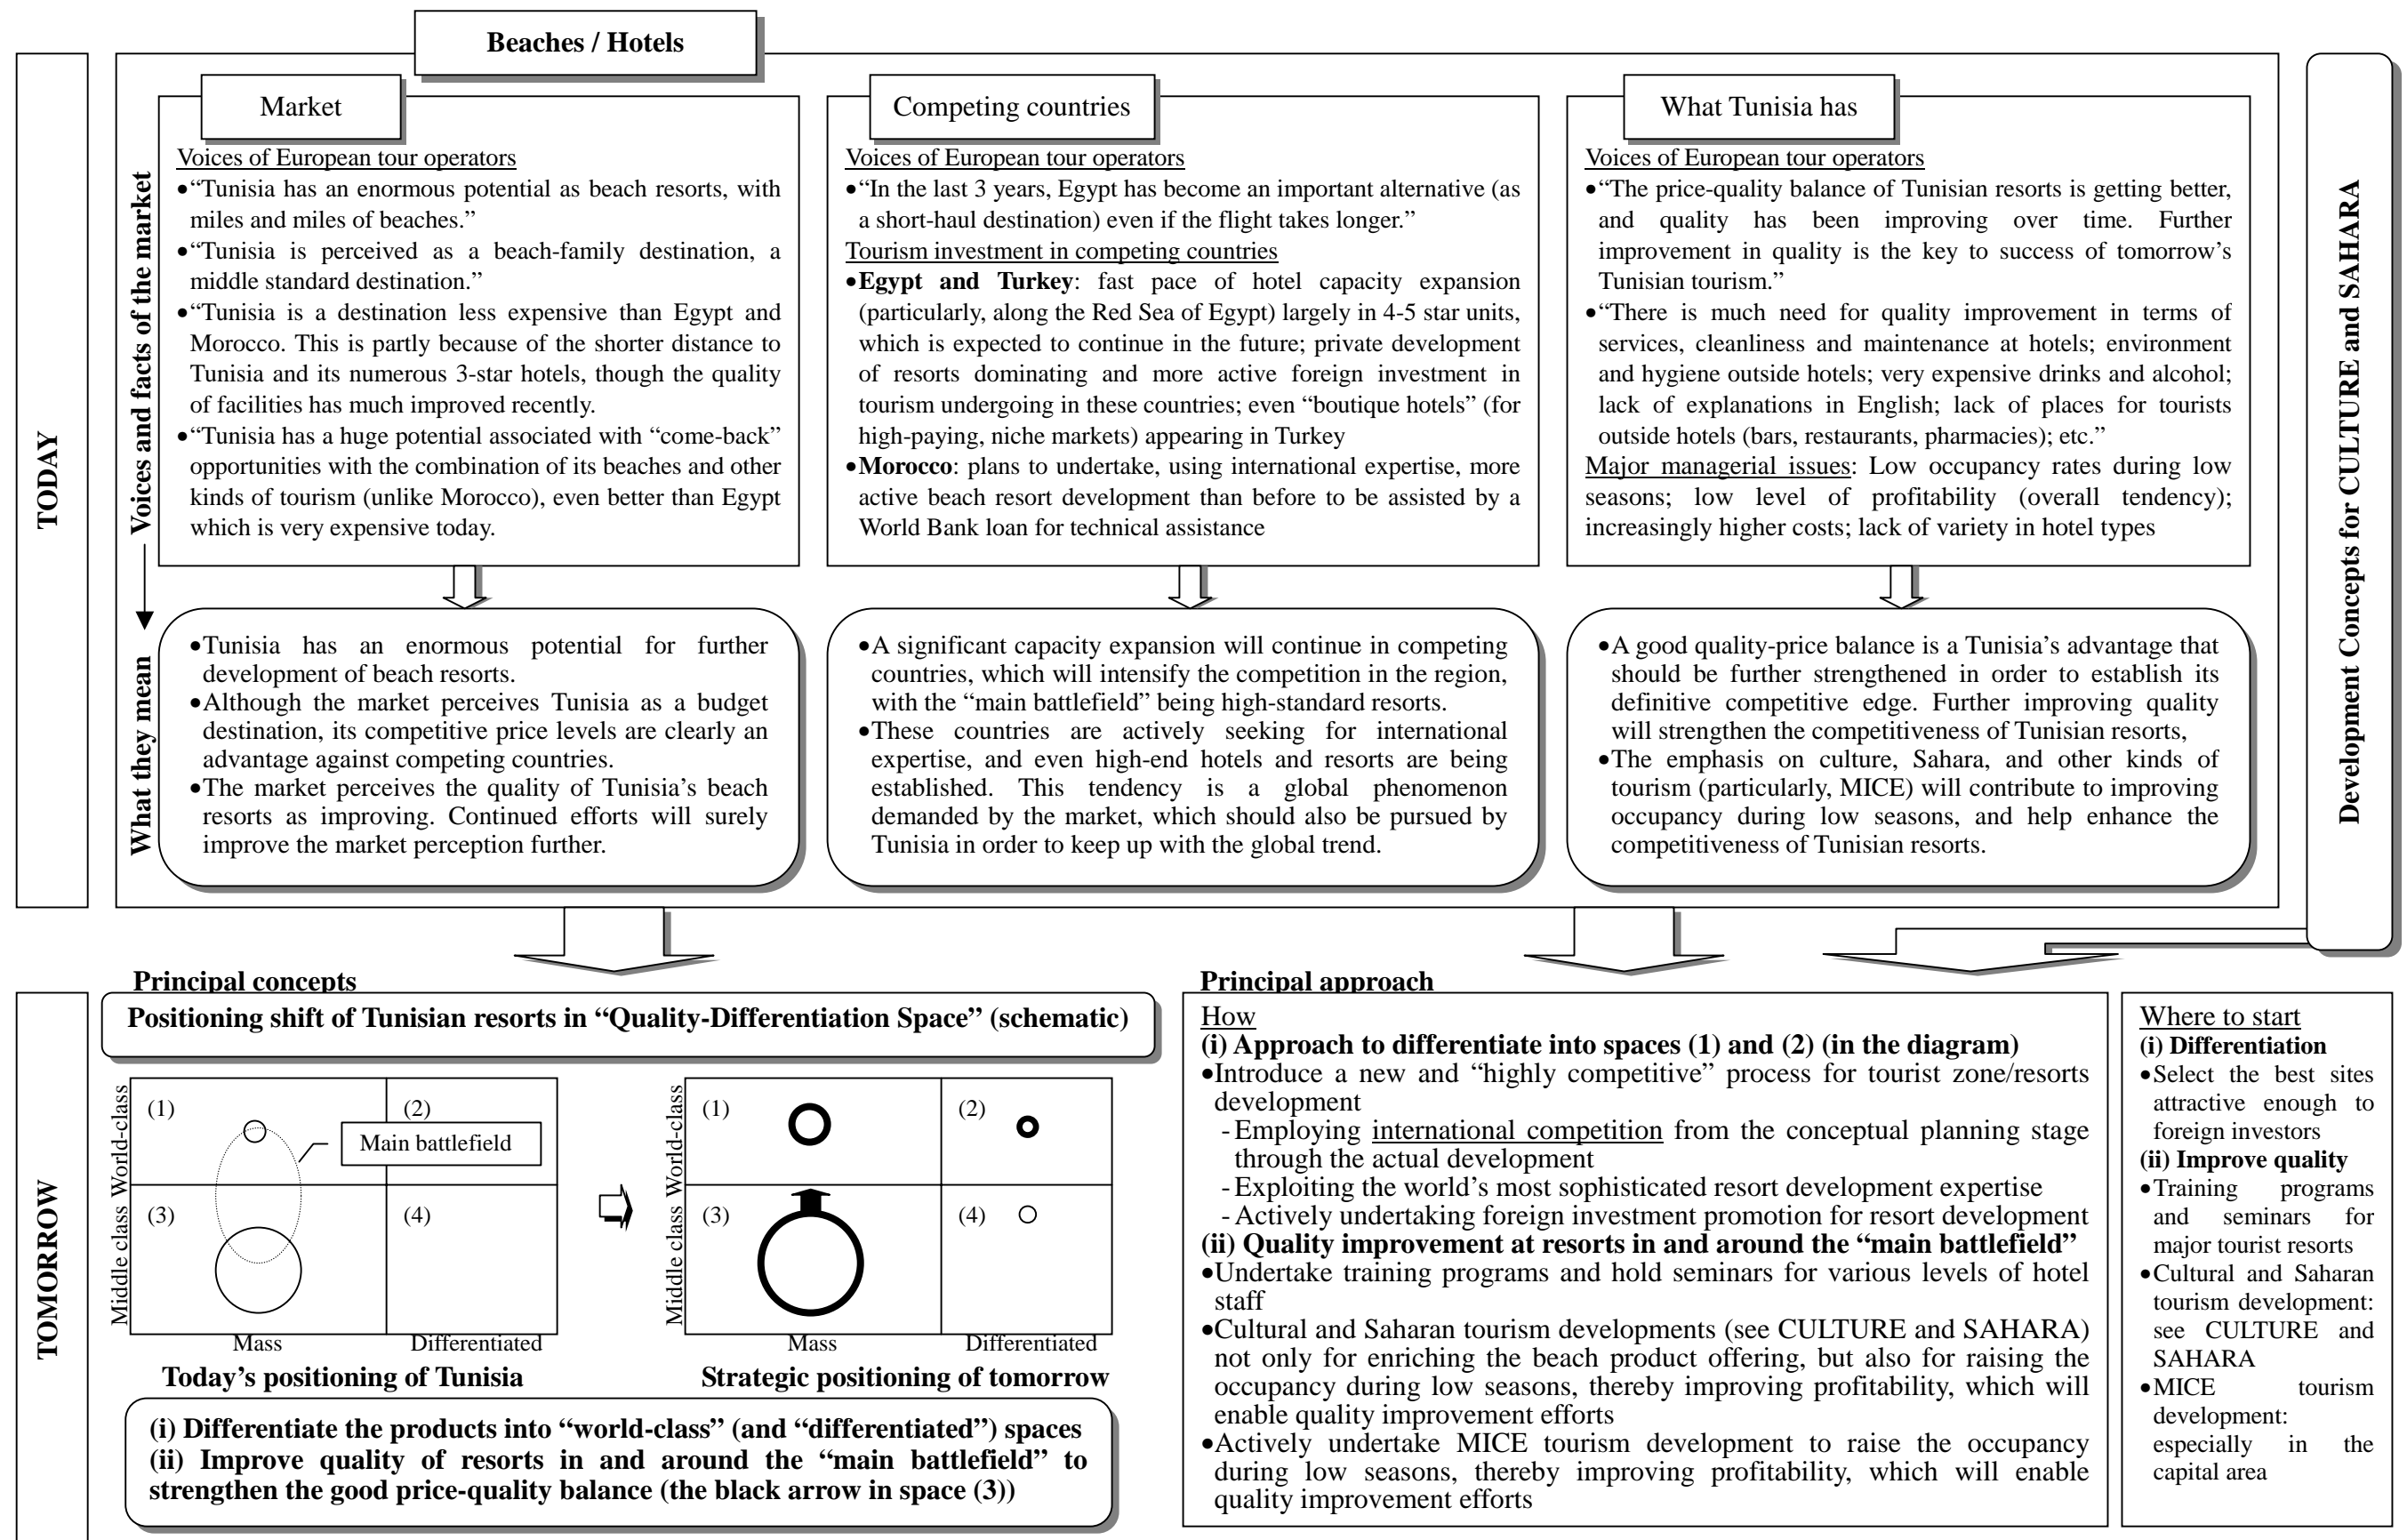 Beaches / Hotels
TODAY
Voices and facts of the market
What they mean
Market
Voices of European tour operators
•“Tunisia has an enormous potential as beach resorts, with
miles and miles of beaches.”
•“Tunisia is perceived as a beach-family destination, a
middle standard destination.”
•“Tunisia is a destination less expensive than Egypt and
Morocco. This is partly because of the shorter distance to
Tunisia and its numerous 3-star hotels, though the quality
of facilities has much improved recently.
•“Tunisia has a huge potential associated with “come-back”
opportunities with the combination of its beaches and other
kinds of tourism (unlike Morocco), even better than Egypt
which is very expensive today.
•Tunisia has an enormous potential for further
development of beach resorts.
•Although the market perceives Tunisia as a budget
destination, its competitive price levels are clearly an
advantage against competing countries.
•The market perceives the quality of Tunisia’s beach
resorts as improving. Continued efforts will surely
improve the market perception further.
Competing countries
Voices of European tour operators
•“In the last 3 years, Egypt has become an important alternative (as
a short-haul destination) even if the flight takes longer.”
Tourism investment in competing countries
•Egypt and Turkey: fast pace of hotel capacity expansion
(particularly, along the Red Sea of Egypt) largely in 4-5 star units,
which is expected to continue in the future; private development
of resorts dominating and more active foreign investment in
tourism undergoing in these countries; even “boutique hotels” (for
high-paying, niche markets) appearing in Turkey
•Morocco: plans to undertake, using international expertise, more
active beach resort development than before to be assisted by a
World Bank loan for technical assistance
•A significant capacity expansion will continue in competing
countries, which will intensify the competition in the region,
with the “main battlefield” being high-standard resorts.
•These countries are actively seeking for international
expertise, and even high-end hotels and resorts are being
established. This tendency is a global phenomenon
demanded by the market, which should also be pursued by
Tunisia in order to keep up with the global trend.
What Tunisia has
Voices of European tour operators
•“The price-quality balance of Tunisian resorts is getting better,
and quality has been improving over time. Further
improvement in quality is the key to success of tomorrow’s
Tunisian tourism.”
•“There is much need for quality improvement in terms of
services, cleanliness and maintenance at hotels; environment
and hygiene outside hotels; very expensive drinks and alcohol;
lack of explanations in English; lack of places for tourists
outside hotels (bars, restaurants, pharmacies); etc.”
Major managerial issues: Low occupancy rates during low
seasons; low level of profitability (overall tendency);
increasingly higher costs; lack of variety in hotel types
•A good quality-price balance is a Tunisia’s advantage that
should be further strengthened in order to establish its
definitive competitive edge. Further improving quality
will strengthen the competitiveness of Tunisian resorts,
•The emphasis on culture, Sahara, and other kinds of
tourism (particularly, MICE) will contribute to improving
occupancy during low seasons, and help enhance the
competitiveness of Tunisian resorts.
Development Concepts for CULTURE and SAHARA
TOMORROW
Principal concepts
Positioning shift of Tunisian resorts in “Quality-Differentiation Space” (schematic)
Middle class World-class
(1)
(2)
Main battlefield
(3)
(4)
Mass
Differentiated
Today’s positioning of Tunisia
Middle class World-class
(1)
(2)
(3)
(4)
Mass
Differentiated
Strategic positioning of tomorrow
(i) Differentiate the products into “world-class” (and “differentiated”) spaces
(ii) Improve quality of resorts in and around the “main battlefield” to
strengthen the good price-quality balance (the black arrow in space (3))
Principal approach
How
(i) Approach to differentiate into spaces (1) and (2) (in the diagram)
•Introduce a new and “highly competitive” process for tourist zone/resorts
development
- Employing international competition from the conceptual planning stage
through the actual development
- Exploiting the world’s most sophisticated resort development expertise
- Actively undertaking foreign investment promotion for resort development
(ii) Quality improvement at resorts in and around the “main battlefield”
•Undertake training programs and hold seminars for various levels of hotel
staff
•Cultural and Saharan tourism developments (see CULTURE and SAHARA)
not only for enriching the beach product offering, but also for raising the
occupancy during low seasons, thereby improving profitability, which will
enable quality improvement efforts
•Actively undertake MICE tourism development to raise the occupancy
during low seasons, thereby improving profitability, which will enable
quality improvement efforts
Where to start
(i) Differentiation
•Select the best sites
attractive enough to
foreign investors
(ii) Improve quality
•Training programs
and seminars for
major tourist resorts
•Cultural and Saharan
tourism development:
see CULTURE and
SAHARA
•MICE tourism
development:
especially in the
capital area